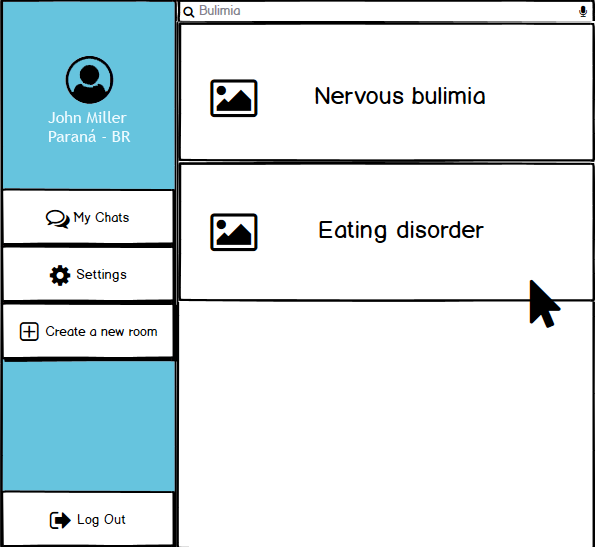 Bulimia
John Miller
Paraná - BR
My Chats
Settings
Create a new room
Log Out
Nervous bulimia
Eating disorder